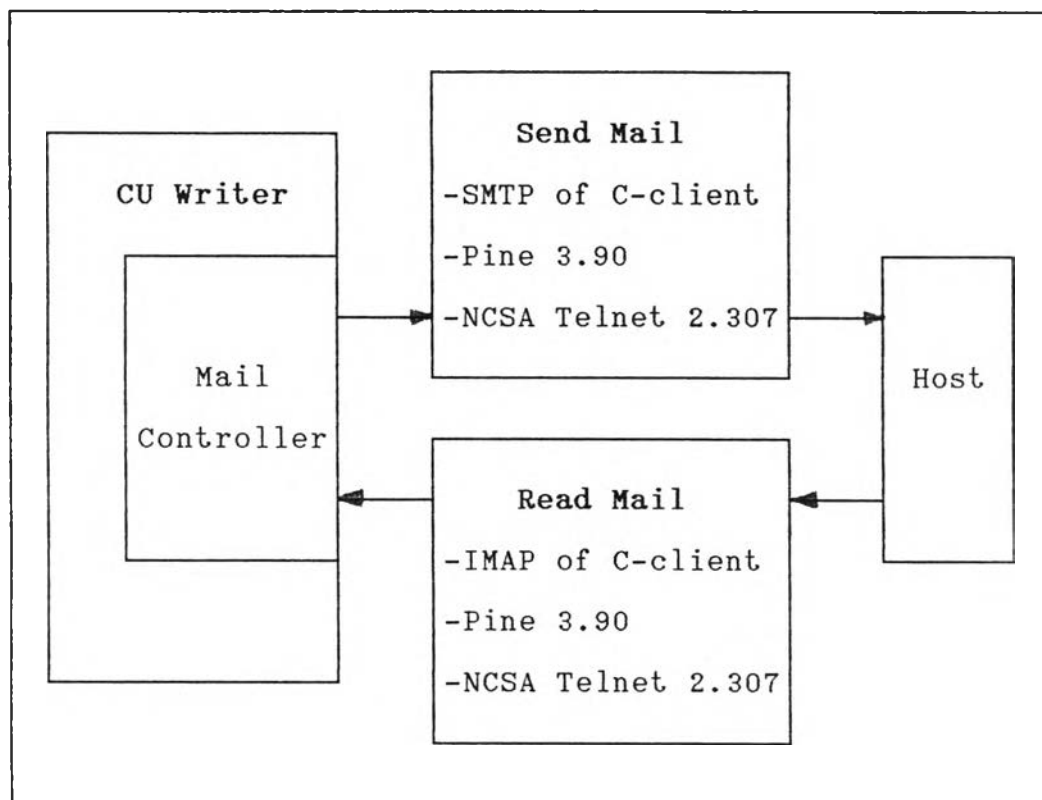 CU Writer
Mail
Controller
Send Mail
-SMTP of C-client
-Pine 3.90
-NCSA Telnet 2.307
Read Mail
-IMAP of C-client
-Pine 3.90
-NCSA Telnet 2.307
Host